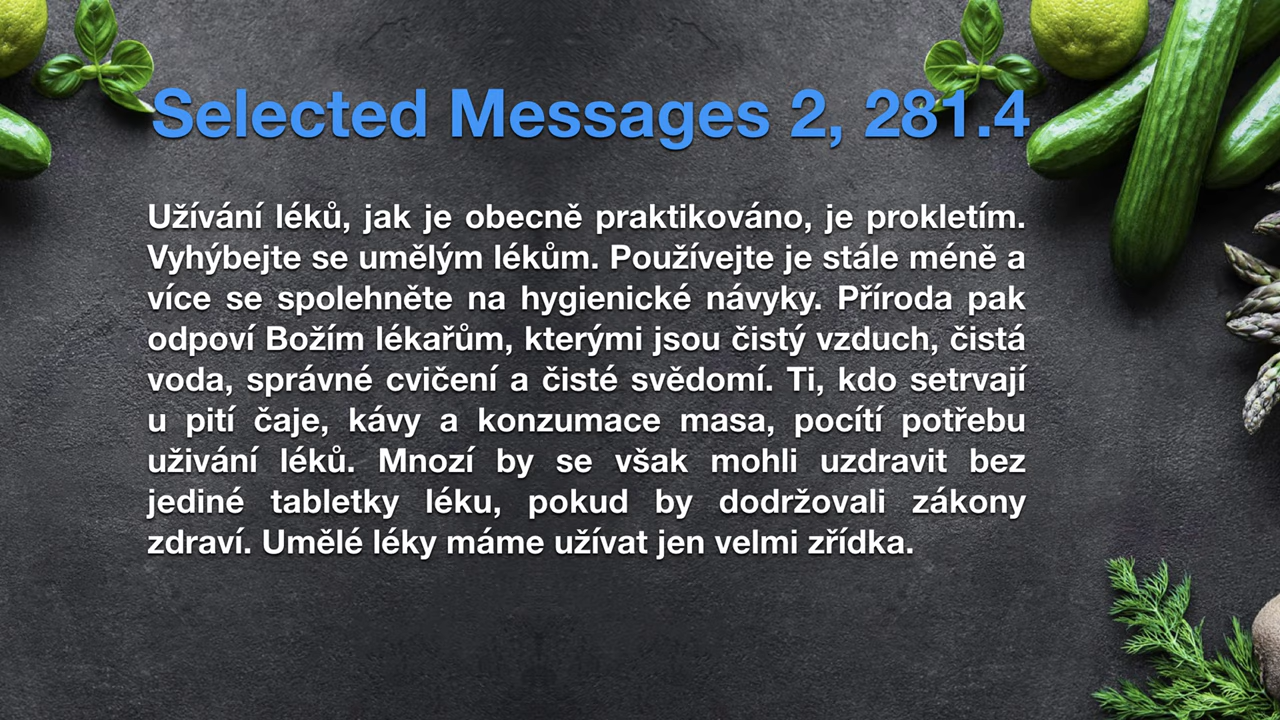 Selected Messages 2, 281.4
Užívání léků, jak je obecně praktikováno, je prokletím.
Vyhýbejte se umělým lékům. Používejte je stále méně a
více se spolehněte na hygienické návyky. Příroda pak
odpoví Božím lékařům, kterými jsou čistý vzduch, čistá
voda, správné cvičení a čisté svědomí. Ti, kdo setrvají
u pití čaje, kávy a konzumace masa, pocítí potřebu
uživání léků. Mnozí by se však mohli uzdravit bez
jediné tabletky léku, pokud by dodržovali zákony
zdraví. Umělé léky máme užívat jen velmi zřídka.